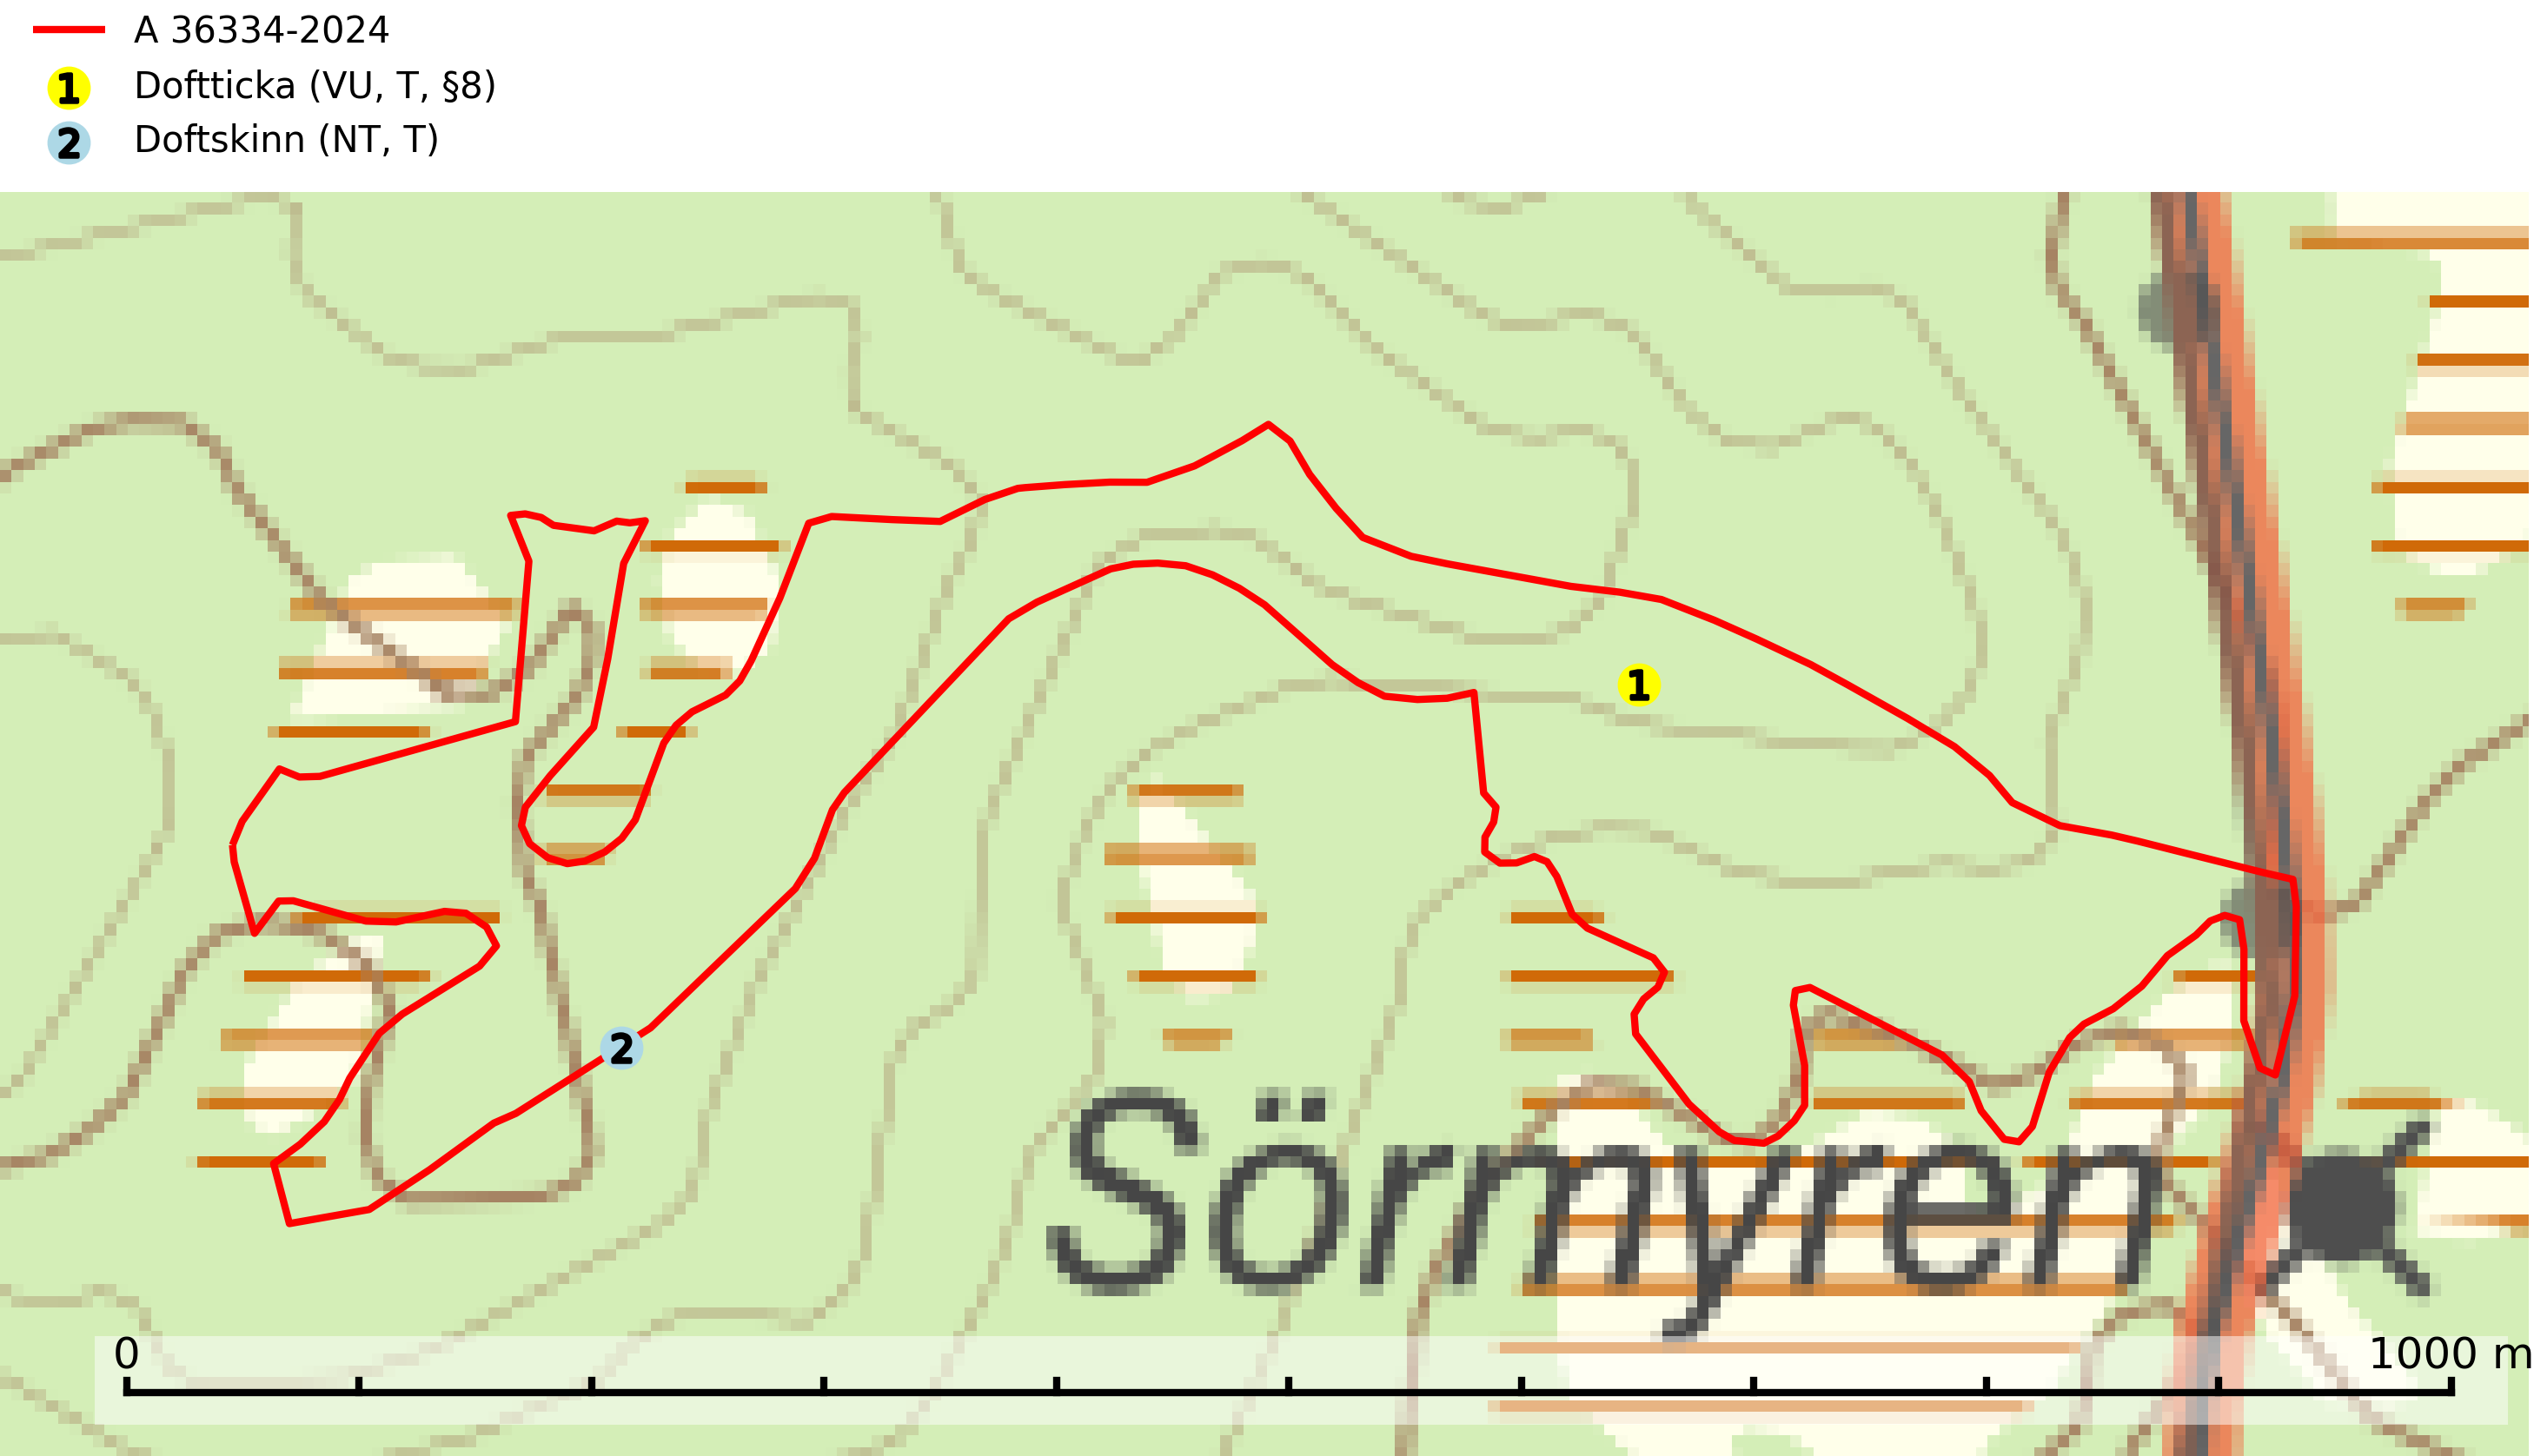 A 36334-2024
1 Doftticka (VU, T, §8)
2 Doftskinn (NT, T)
1
2
Sörmyren
0 1000 m